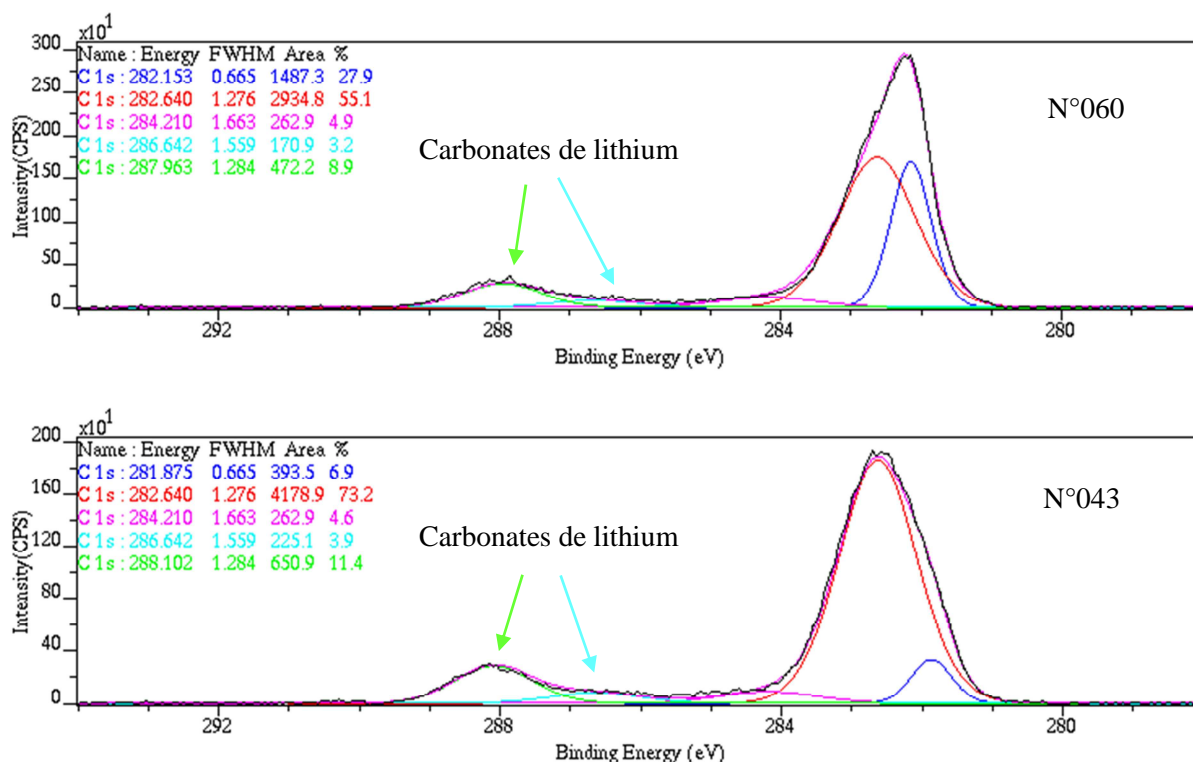 x10¹
Name : Energy FWHM Area %
C 1s : 282.153 0.665 1487.3 27.9
C 1s : 282.640 1.276 2934.8 55.1
C 1s : 284.210 1.663 262.9 4.9
C 1s : 286.642 1.559 170.9 3.2
C 1s : 287.963 1.284 472.2 8.9
N°060
Carbonates de lithium
Intensity(CPS)
300
250
200
150
100
50
0
292
288
284
280
Binding Energy (eV)
x10¹
Name : Energy FWHM Area %
C 1s : 281.875 0.665 393.5 6.9
C 1s : 282.640 1.276 4178.9 73.2
C 1s : 284.210 1.663 262.9 4.6
C 1s : 286.642 1.559 225.1 3.9
C 1s : 288.102 1.284 650.9 11.4
N°043
Carbonates de lithium
Intensity(CPS)
200
160
120
80
40
0
292
288
284
280
Binding Energy (eV)